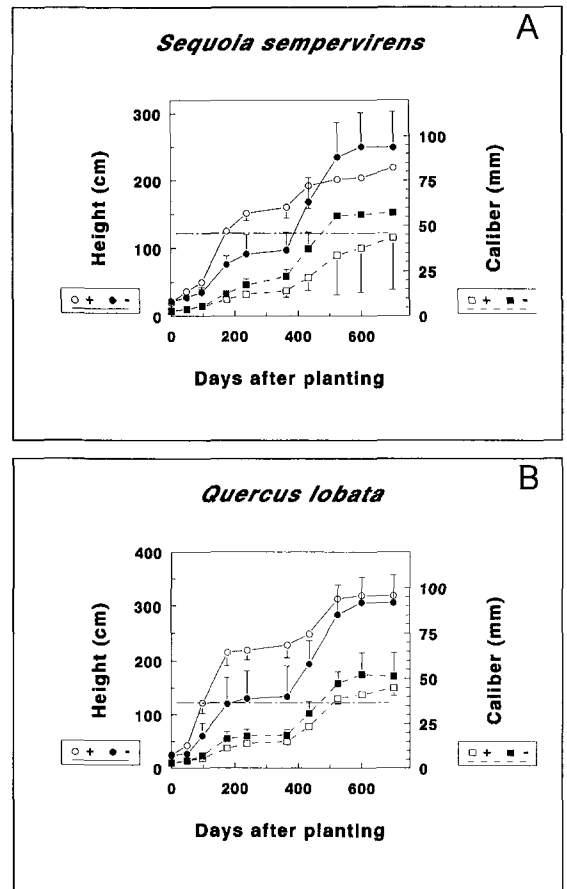 A
Sequoia sempervirens
Height (cm)
300
200
100
0
100
75
50
25
0
Caliber (mm)
+ -
+ -
0 200 400 600
Days after planting
B
Quercus lobata
Height (cm)
400
300
200
150
100
50
0
100
75
50
25
0
Caliber (mm)
+ -
+ -
0 200 400 600
Days after planting